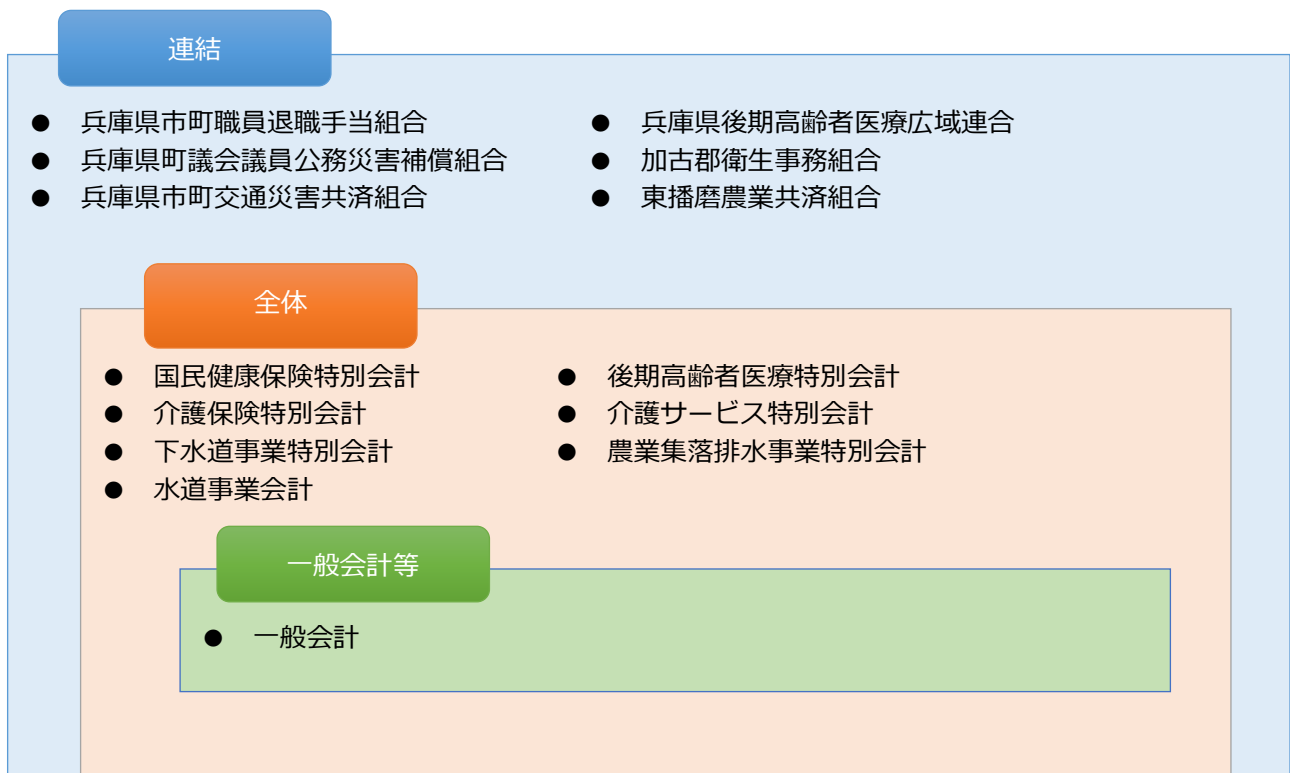 連結
● 兵庫県市町職員退職手当組合
● 兵庫県町議会議員公務災害補償組合
● 兵庫県市町交通災害共済組合
● 兵庫県後期高齢者医療広域連合
● 加古郡衛生事務組合
● 東播磨農業共済組合
全体
● 国民健康保険特別会計
● 介護保険特別会計
● 下水道事業特別会計
● 水道事業会計
● 後期高齢者医療特別会計
● 介護サービス特別会計
● 農業集落排水事業特別会計
一般会計等
● 一般会計